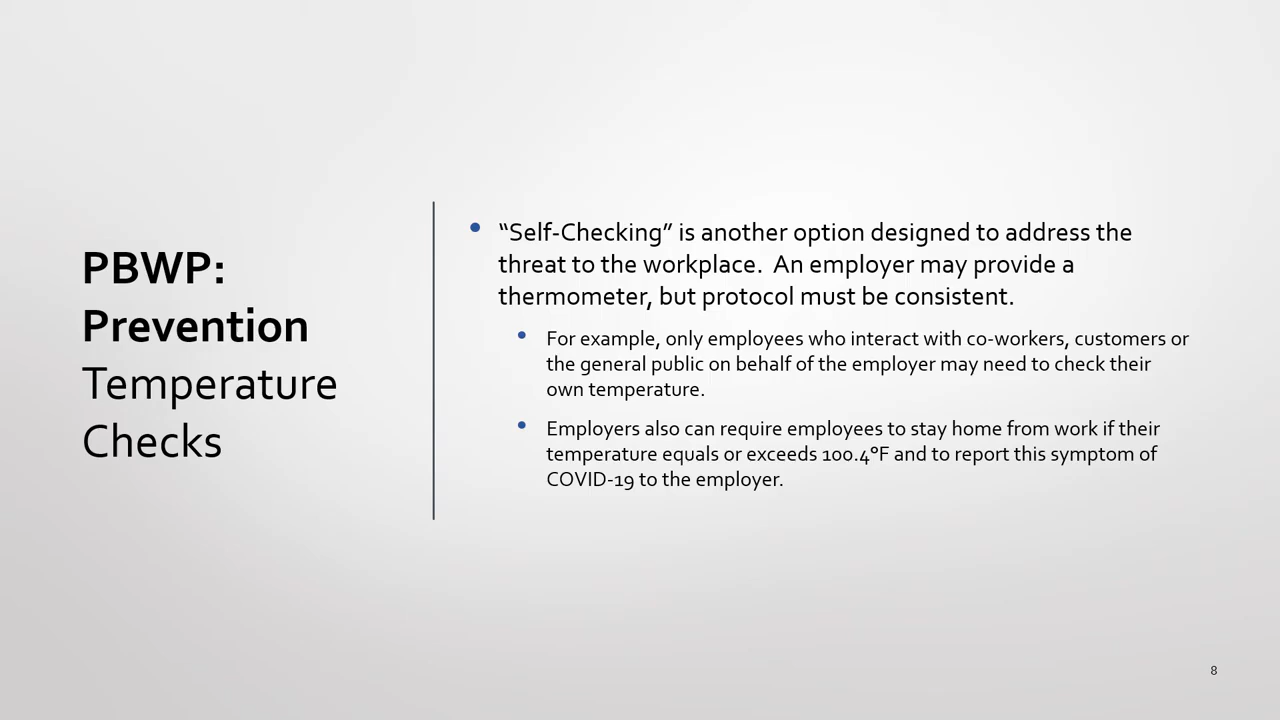 PBWP:
Prevention
Temperature
Checks
• “Self-Checking” is another option designed to address the
threat to the workplace.  An employer may provide a
thermometer, but protocol must be consistent.
• For example, only employees who interact with co-workers, customers or
the general public on behalf of the employer may need to check their
own temperature.
• Employers also can require employees to stay home from work if their
temperature equals or exceeds 100.4°F and to report this symptom of
COVID-19 to the employer.
8